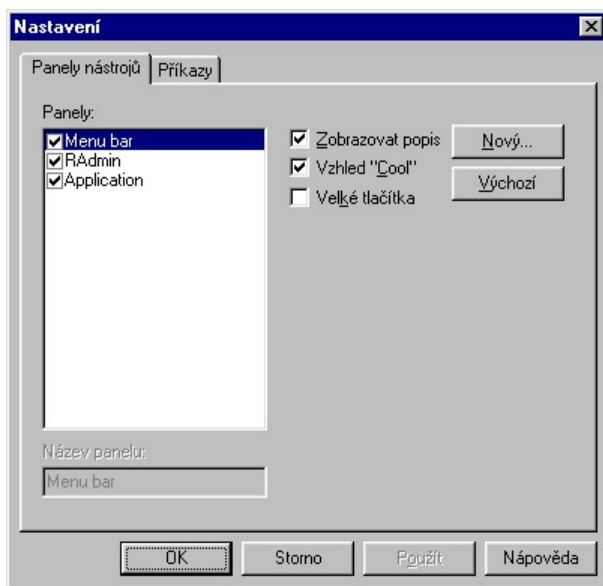 Nastavení
Panely nástrojů
Příkazy
Panely:
Menu bar
RAdmin
Application
Zobrazovat popis
Vzhled "Cool"
Velké tlačítka
Nový...
Výchozí
Název panelu:
Menu bar
OK
Storno
Použít
Nápověda